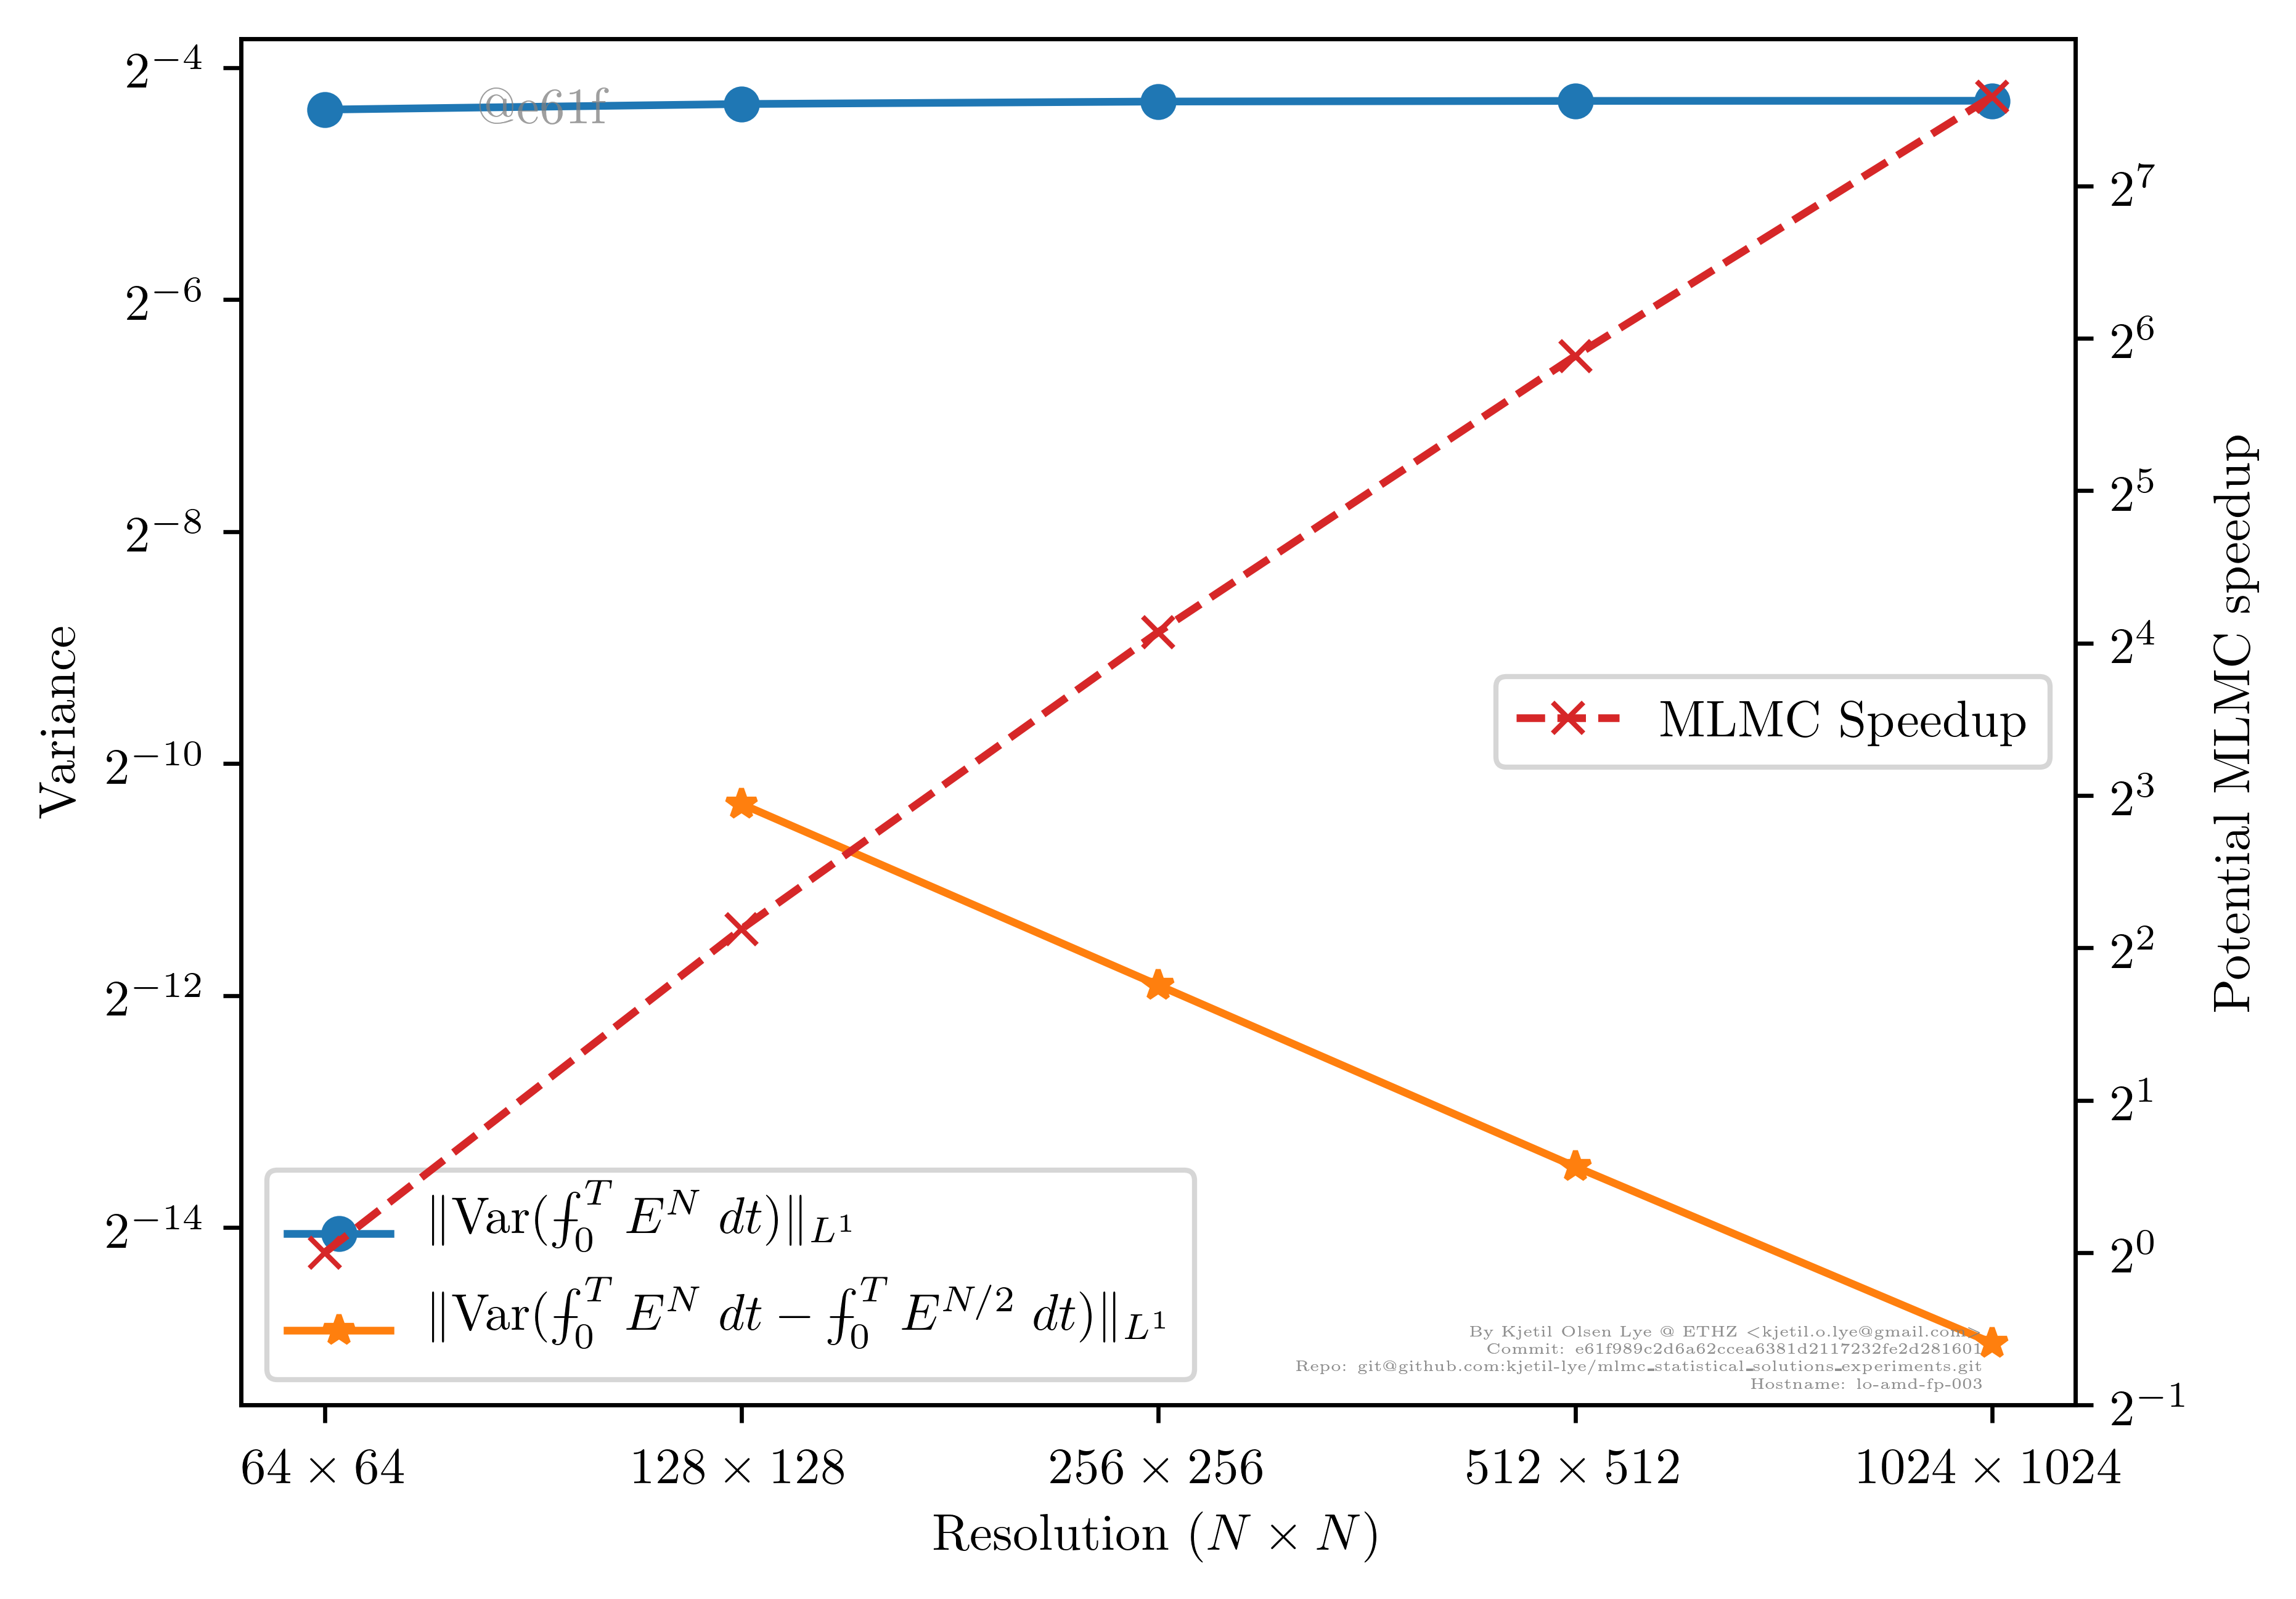 @e61f
2^{-4}
2^{-6}
2^{-8}
2^{-10}
2^{-12}
2^{-14}
Variance
2^7
2^6
2^5
2^4
2^3
2^2
2^1
2^0
2^{-1}
Potential MLMC speedup
MLMC Speedup
‖Var(⨍_0^T E^N dt)‖_{L^1}
‖Var(⨍_0^T E^N dt − ⨍_0^T E^{N/2} dt)‖_{L^1}
By Kjetil Olsen Lye @ ETHZ <kjetil.o.lye@gmail.com>
Commit: e61f989c2d6a62ccea6381d2117232fe2d281601
Repo: git@github.com:kjetil-lye/mlmc_statistical_solutions_experiments.git
Hostname: lo-amd-fp-003
64 × 64
128 × 128
256 × 256
512 × 512
1024 × 1024
Resolution (N × N)